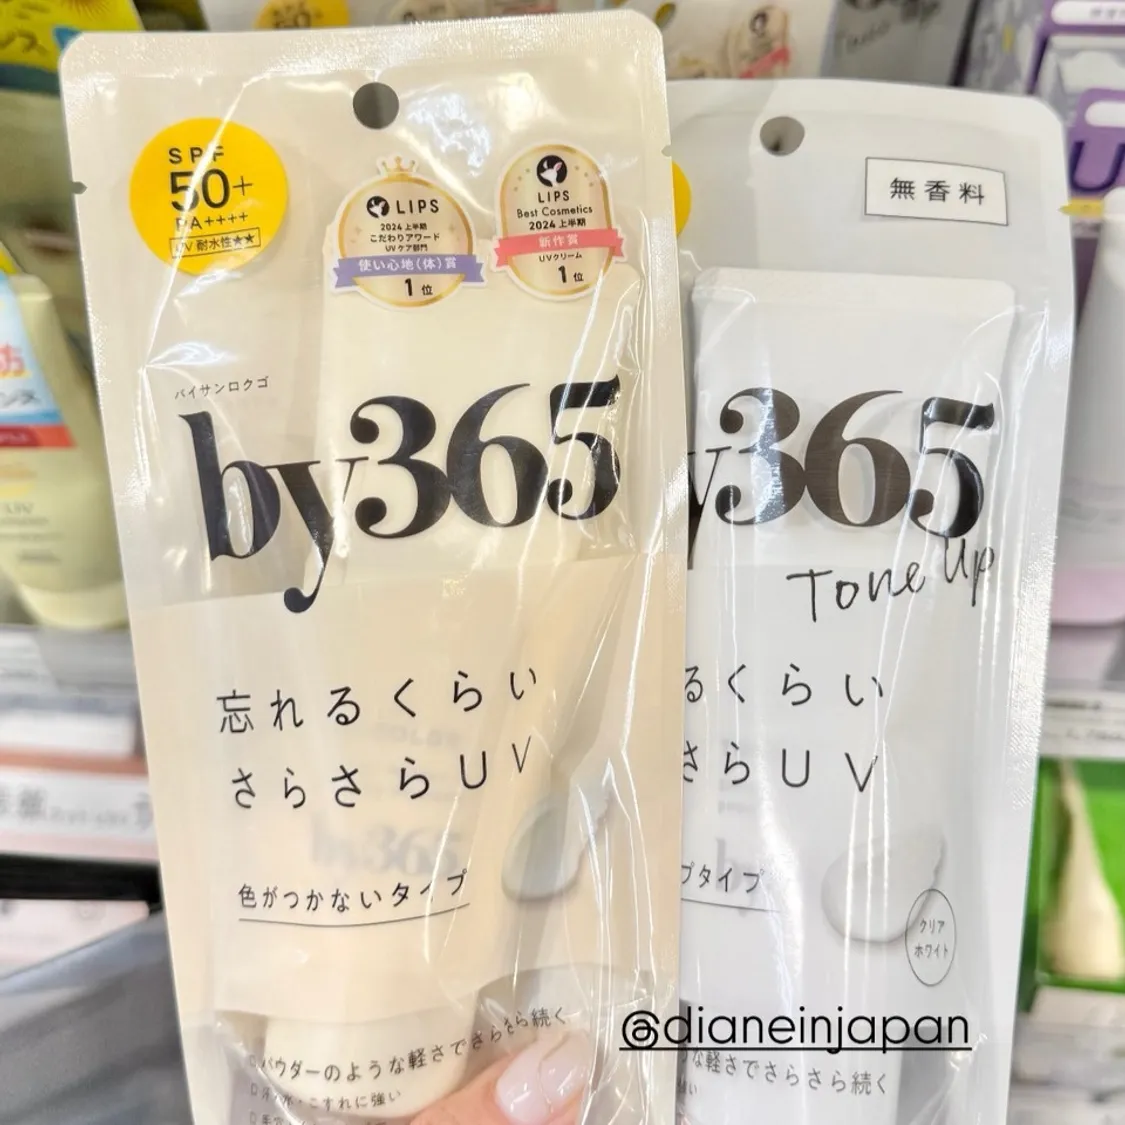 SPF
50+
PA++++
UV 耐水性★★
LIPS
2024 上半期
こだわりアワード
UVケア部門
使い心地(体)賞
1位
LIPS
Best Cosmetics
2024 上半期
新作賞
UVクリーム
1位
バイサンロクゴ
by365
忘れるくらい
さらさらUV
色がつかないタイプ
パウダーのような軽さでさらさら続く
・こすれに強い
無香料
y365
Tone Up
るくらい
さらUV
プタイプ
クリア
ホワイト
@dianeinjapan
な軽さでさらさら続く